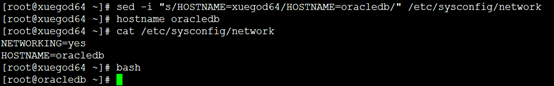 [root@xuegod64 ~]# sed -i "s/HOSTNAME=xuegod64/HOSTNAME=oracledb/" /etc/sysconfig/network
[root@xuegod64 ~]# hostname oracledb
[root@xuegod64 ~]# cat /etc/sysconfig/network
NETWORKING=yes
HOSTNAME=oracledb
[root@xuegod64 ~]# bash
[root@oracledb ~]#